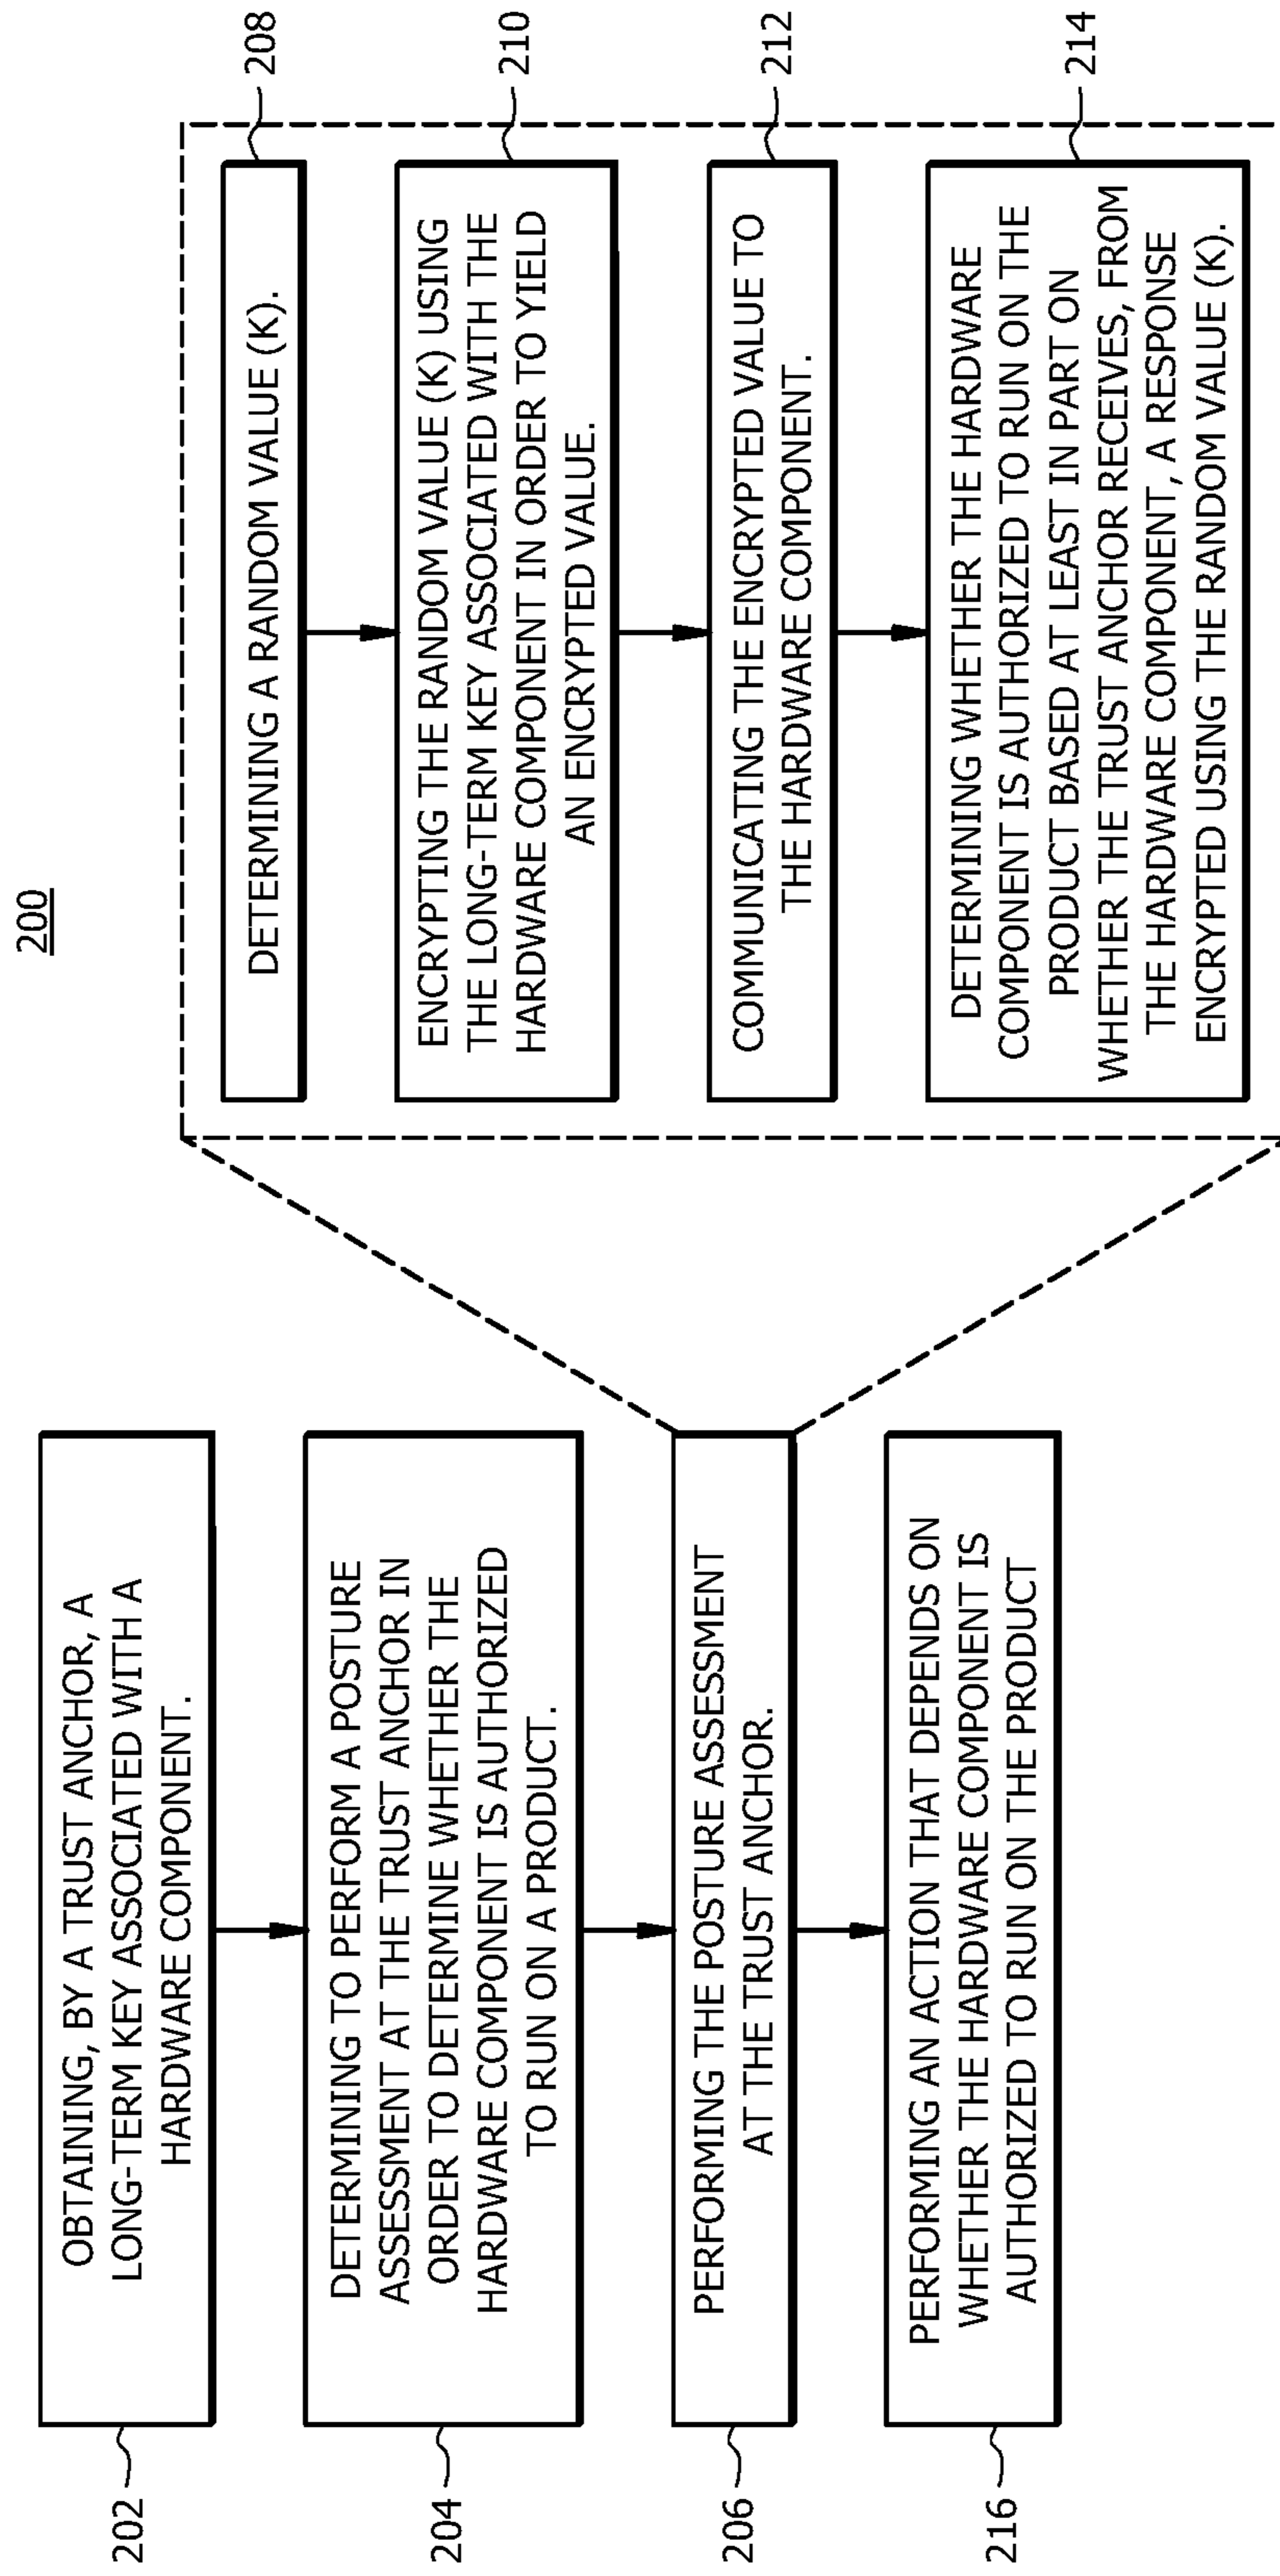 200
202
OBTAINING, BY A TRUST ANCHOR, A
LONG-TERM KEY ASSOCIATED WITH A
HARDWARE COMPONENT.
204
DETERMINING TO PERFORM A POSTURE
ASSESSMENT AT THE TRUST ANCHOR IN
ORDER TO DETERMINE WHETHER THE
HARDWARE COMPONENT IS AUTHORIZED
TO RUN ON A PRODUCT.
206
PERFORMING THE POSTURE ASSESSMENT
AT THE TRUST ANCHOR.
216
PERFORMING AN ACTION THAT DEPENDS ON
WHETHER THE HARDWARE COMPONENT IS
AUTHORIZED TO RUN ON THE PRODUCT
208
DETERMINING A RANDOM VALUE (K).
210
ENCRYPTING THE RANDOM VALUE (K) USING
THE LONG-TERM KEY ASSOCIATED WITH THE
HARDWARE COMPONENT IN ORDER TO YIELD
AN ENCRYPTED VALUE.
212
COMMUNICATING THE ENCRYPTED VALUE TO
THE HARDWARE COMPONENT.
214
DETERMINING WHETHER THE HARDWARE
COMPONENT IS AUTHORIZED TO RUN ON THE
PRODUCT BASED AT LEAST IN PART ON
WHETHER THE TRUST ANCHOR RECEIVES, FROM
THE HARDWARE COMPONENT, A RESPONSE
ENCRYPTED USING THE RANDOM VALUE (K).